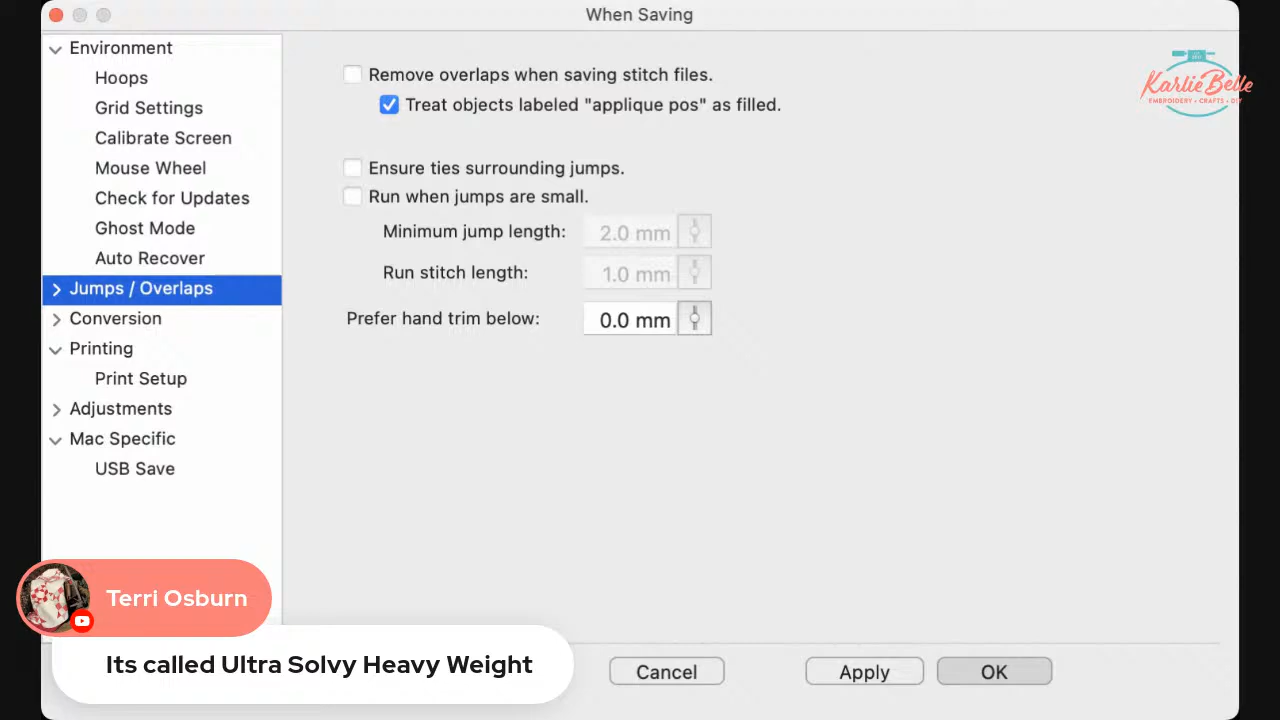 When Saving
Environment
Hoops
Grid Settings
Calibrate Screen
Mouse Wheel
Check for Updates
Ghost Mode
Auto Recover
Jumps / Overlaps
Conversion
Printing
Print Setup
Adjustments
Mac Specific
USB Save
Remove overlaps when saving stitch files.
Treat objects labeled "applique pos" as filled.
Ensure ties surrounding jumps.
Run when jumps are small.
Minimum jump length: 2.0 mm
Run stitch length: 1.0 mm
Prefer hand trim below: 0.0 mm
KarlieBelle
EMBROIDERY • CRAFTS • DIY
Terri Osburn
Its called Ultra Solvy Heavy Weight
Cancel
Apply
OK